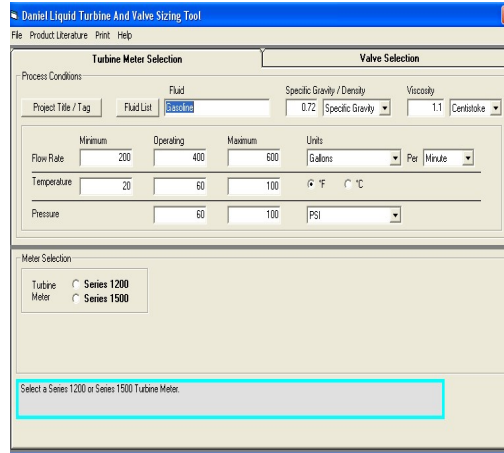 Daniel Liquid Turbine And Valve Sizing Tool
File Product Literature Print Help
Turbine Meter Selection Valve Selection
Process Conditions
Fluid Specific Gravity / Density Viscosity
Project Title / Tag Fluid List Gasoline 0.72 Specific Gravity 1.1 Centistoke
Minimum Operating Maximum Units
Flow Rate 200 400 600 Gallons Per Minute
Temperature 20 60 100 °F °C
Pressure 60 100 PSI
Meter Selection
Turbine Meter
Series 1200
Series 1500
Select a Series 1200 or Series 1500 Turbine Meter.